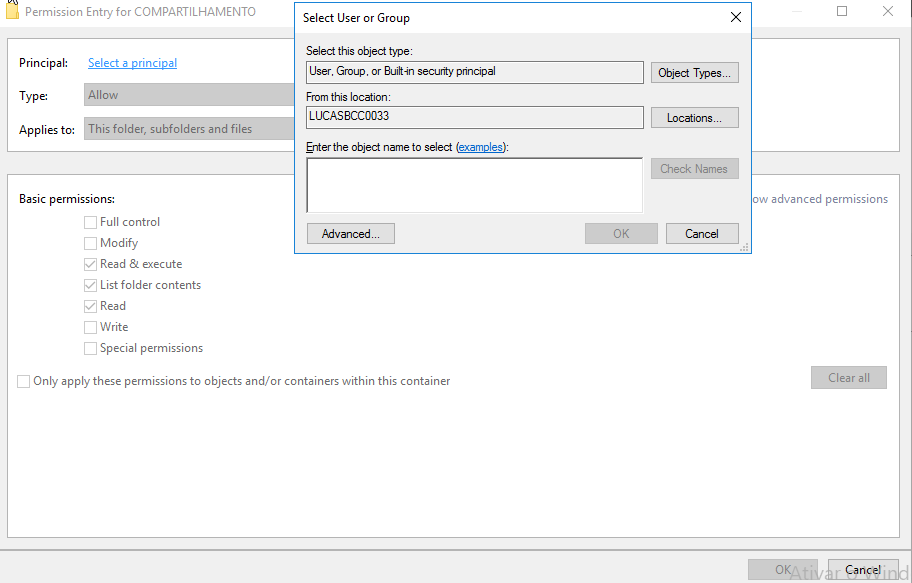 Permission Entry for COMPARTILHAMENTO
Principal: Select a principal
Type: Allow
Applies to: This folder, subfolders and files
Select User or Group
Select this object type:
User, Group, or Built-in security principal
Object Types...
From this location:
LUCASBCC0033
Locations...
Enter the object name to select (examples):
Check Names
Advanced...
OK
Cancel
Basic permissions:
ow advanced permissions
Full control
Modify
Read & execute
List folder contents
Read
Write
Special permissions
Only apply these permissions to objects and/or containers within this container
Clear all
OK
Cancel
Ativar o Wind